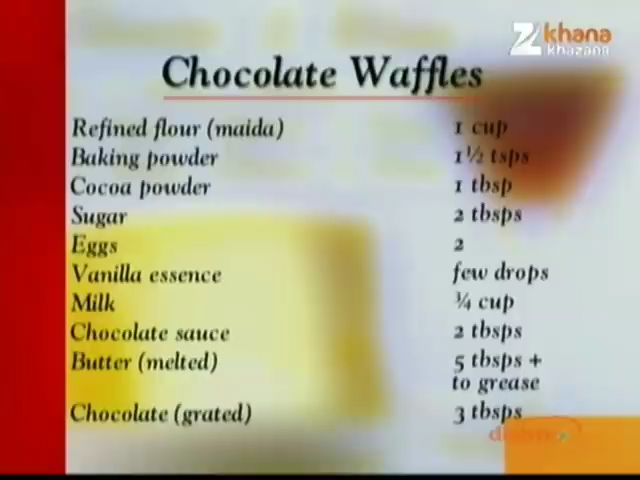 Z khana
khazana
Chocolate Waffles
Refined flour (maida) 1 cup
Baking powder 1½ tsps
Cocoa powder 1 tbsp
Sugar 2 tbsps
Eggs 2
Vanilla essence few drops
Milk ¾ cup
Chocolate sauce 2 tbsps
Butter (melted) 5 tbsps +
to grease
Chocolate (grated) 3 tbsps